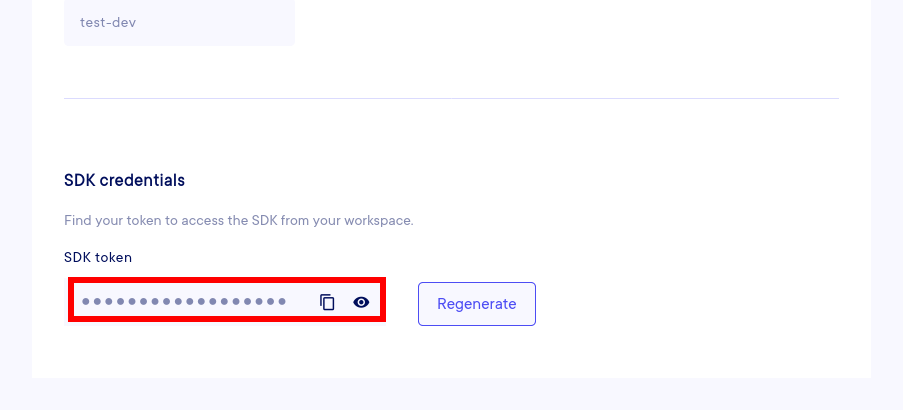 test-dev
SDK credentials
Find your token to access the SDK from your workspace.
SDK token
••••••••••••••••••
Regenerate